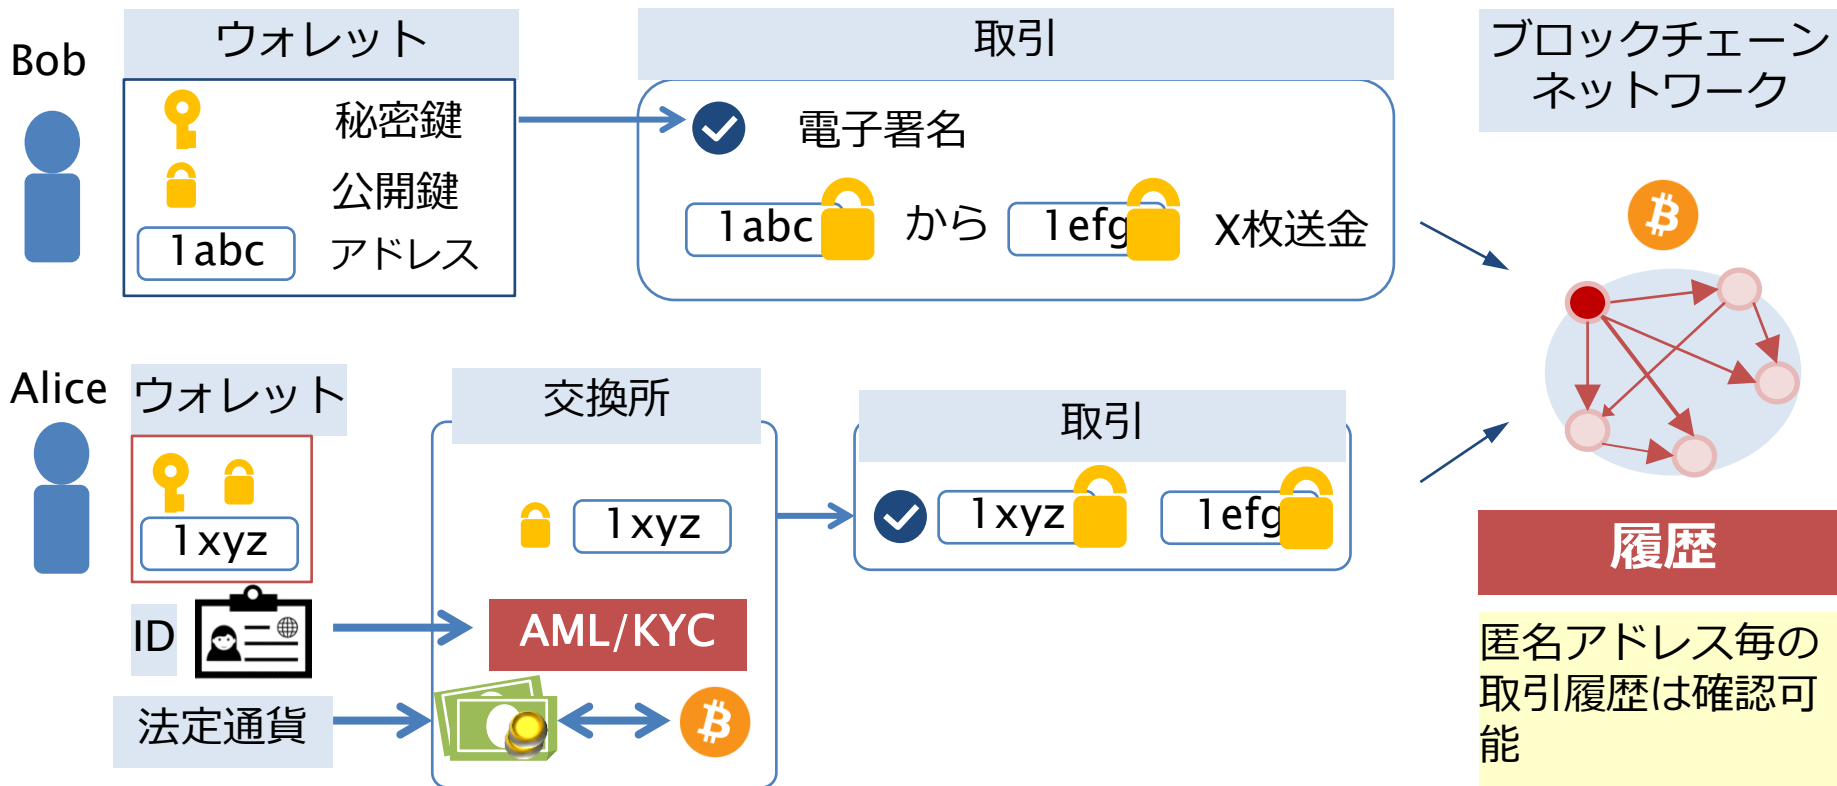 Bob
ウォレット
秘密鍵
公開鍵
1abc
アドレス
取引
電子署名
1abc から 1efg X枚送金
ブロックチェーン
ネットワーク
Alice
ウォレット
1xyz
ID
法定通貨
交換所
1xyz
AML/KYC
取引
1xyz 1efg
履歴
匿名アドレス毎の
取引履歴は確認可
能